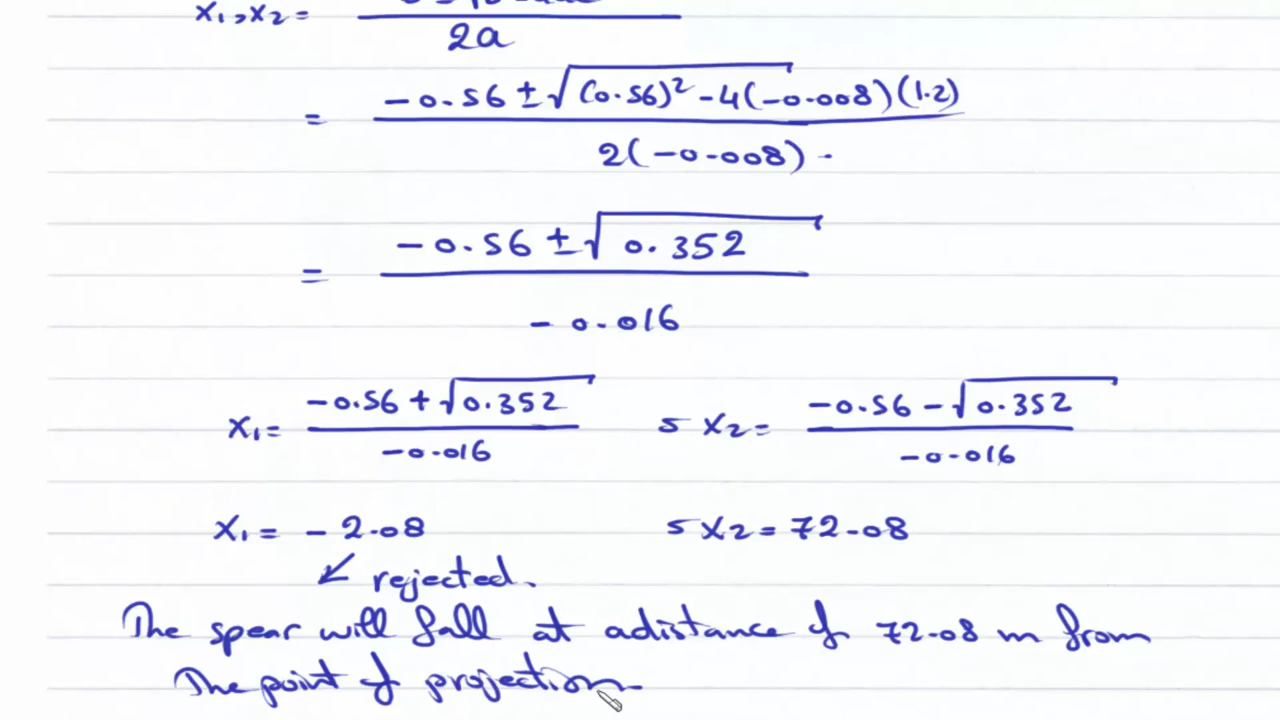 x₁,x₂ = / 2a
= (-0.56 ± √((0.56)² - 4(-0.008)(1.2))) / 2(-0.008).
= (-0.56 ± √0.352) / -0.016
x₁ = (-0.56 + √0.352) / -0.016 , x₂ = (-0.56 - √0.352) / -0.016
x₁ = -2.08 , x₂ = 72.08
↙ rejected.
The spear will fall at a distance of 72.08 m from
The point of projection